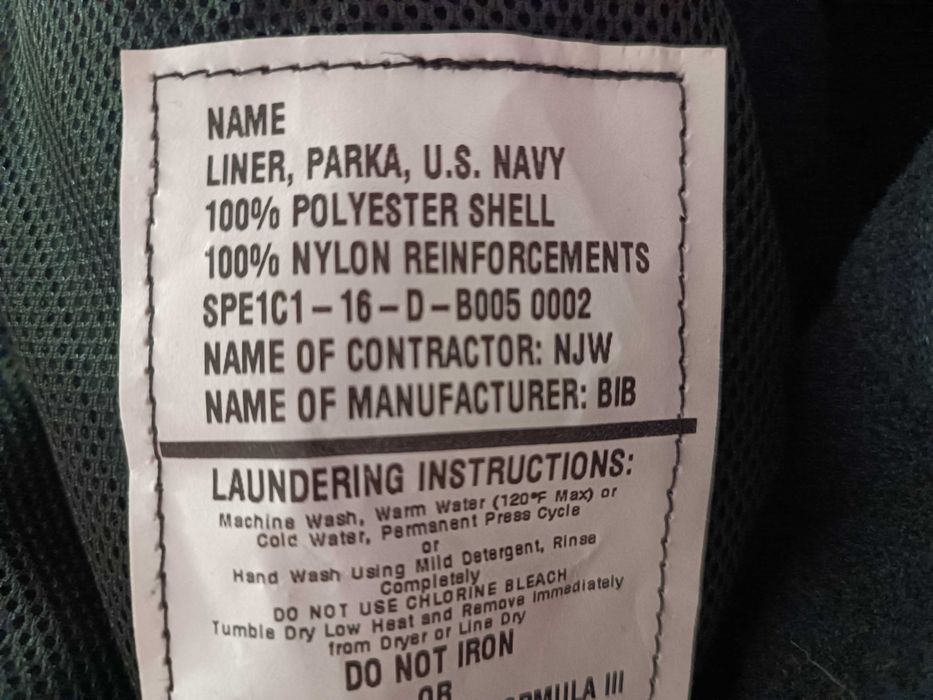 NAME
LINER, PARKA, U.S. NAVY
100% POLYESTER SHELL
100% NYLON REINFORCEMENTS
SPE1C1 – 16 – D – B005 0002
NAME OF CONTRACTOR: NJW
NAME OF MANUFACTURER: BIB
LAUNDERING INSTRUCTIONS:
Machine Wash, Warm Water (120°F Max) or
Cold Water, Permanent Press Cycle
or
Hand Wash Using Mild Detergent, Rinse
Completely
DO NOT USE CHLORINE BLEACH
Tumble Dry Low Heat and Remove Immediately
from Dryer or Line Dry
DO NOT IRON
OR
III